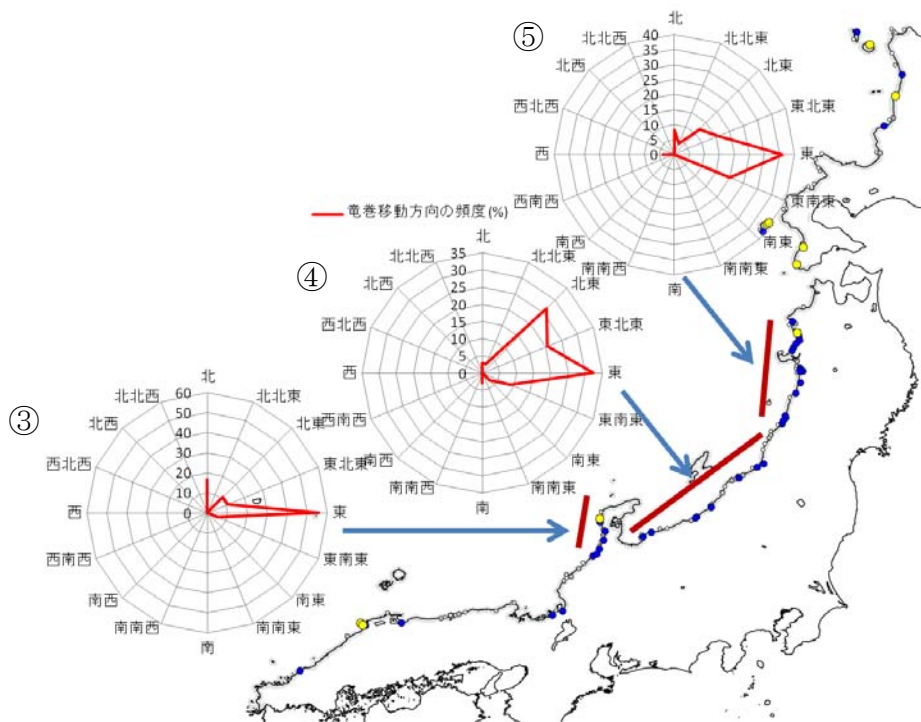 ⑤
北
北北西
北北東
北西
北東
西北西
東北東
西
東
西南西
東南東
南西
南東
南南西
南南東
南
40
35
30
25
20
15
10
5
0
竜巻移動方向の頻度(%)
④
北
北北西
北北東
北西
北東
西北西
東北東
西
東
西南西
東南東
南西
南東
南南西
南南東
南
35
30
25
20
15
10
5
0
③
北
北北西
北北東
北西
北東
西北西
東北東
西
東
西南西
東南東
南西
南東
南南西
南南東
南
60
50
40
30
20
10
0